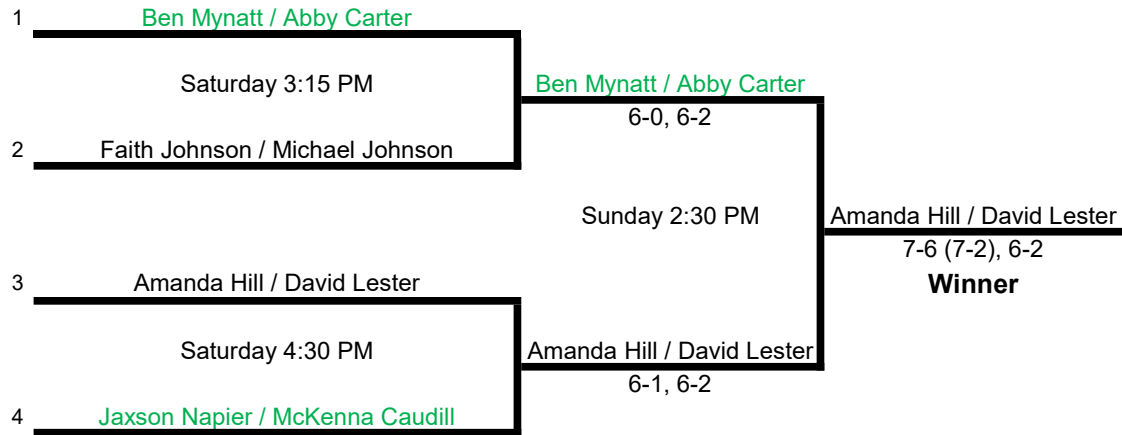 1
Ben Mynatt / Abby Carter
Saturday 3:15 PM
Ben Mynatt / Abby Carter
6-0, 6-2
2
Faith Johnson / Michael Johnson
Sunday 2:30 PM
Amanda Hill / David Lester
7-6 (7-2), 6-2
Winner
3
Amanda Hill / David Lester
Saturday 4:30 PM
Amanda Hill / David Lester
6-1, 6-2
4
Jaxson Napier / McKenna Caudill